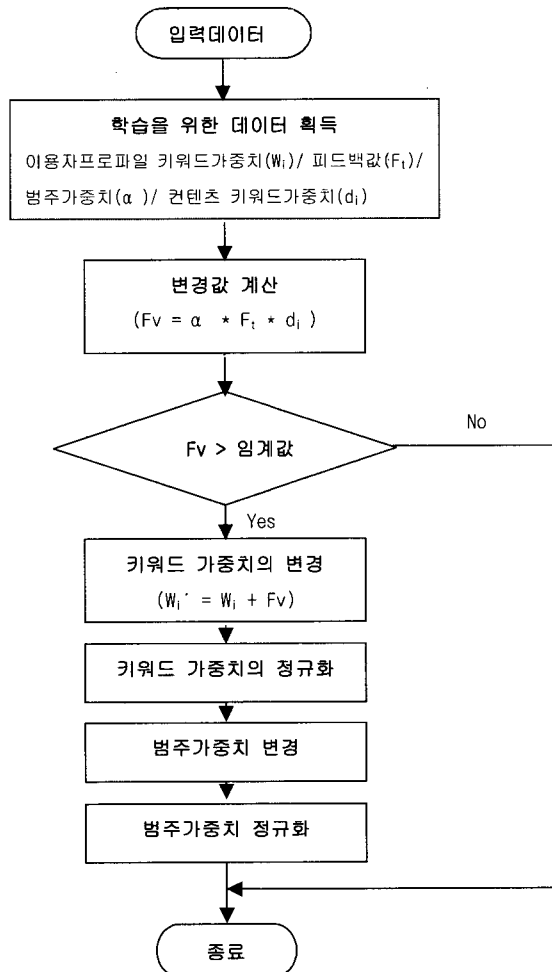 입력데이터
학습을 위한 데이터 획득
이용자프로파일 키워드가중치(Wᵢ)/ 피드백값(Fₜ)/
범주가중치(α)/ 컨텐츠 키워드가중치(dᵢ)
변경값 계산
(Fv = α * Fₜ * dᵢ )
Fv > 임계값
No
Yes
키워드 가중치의 변경
(Wᵢ´ = Wᵢ + Fv)
키워드 가중치의 정규화
범주가중치 변경
범주가중치 정규화
종료